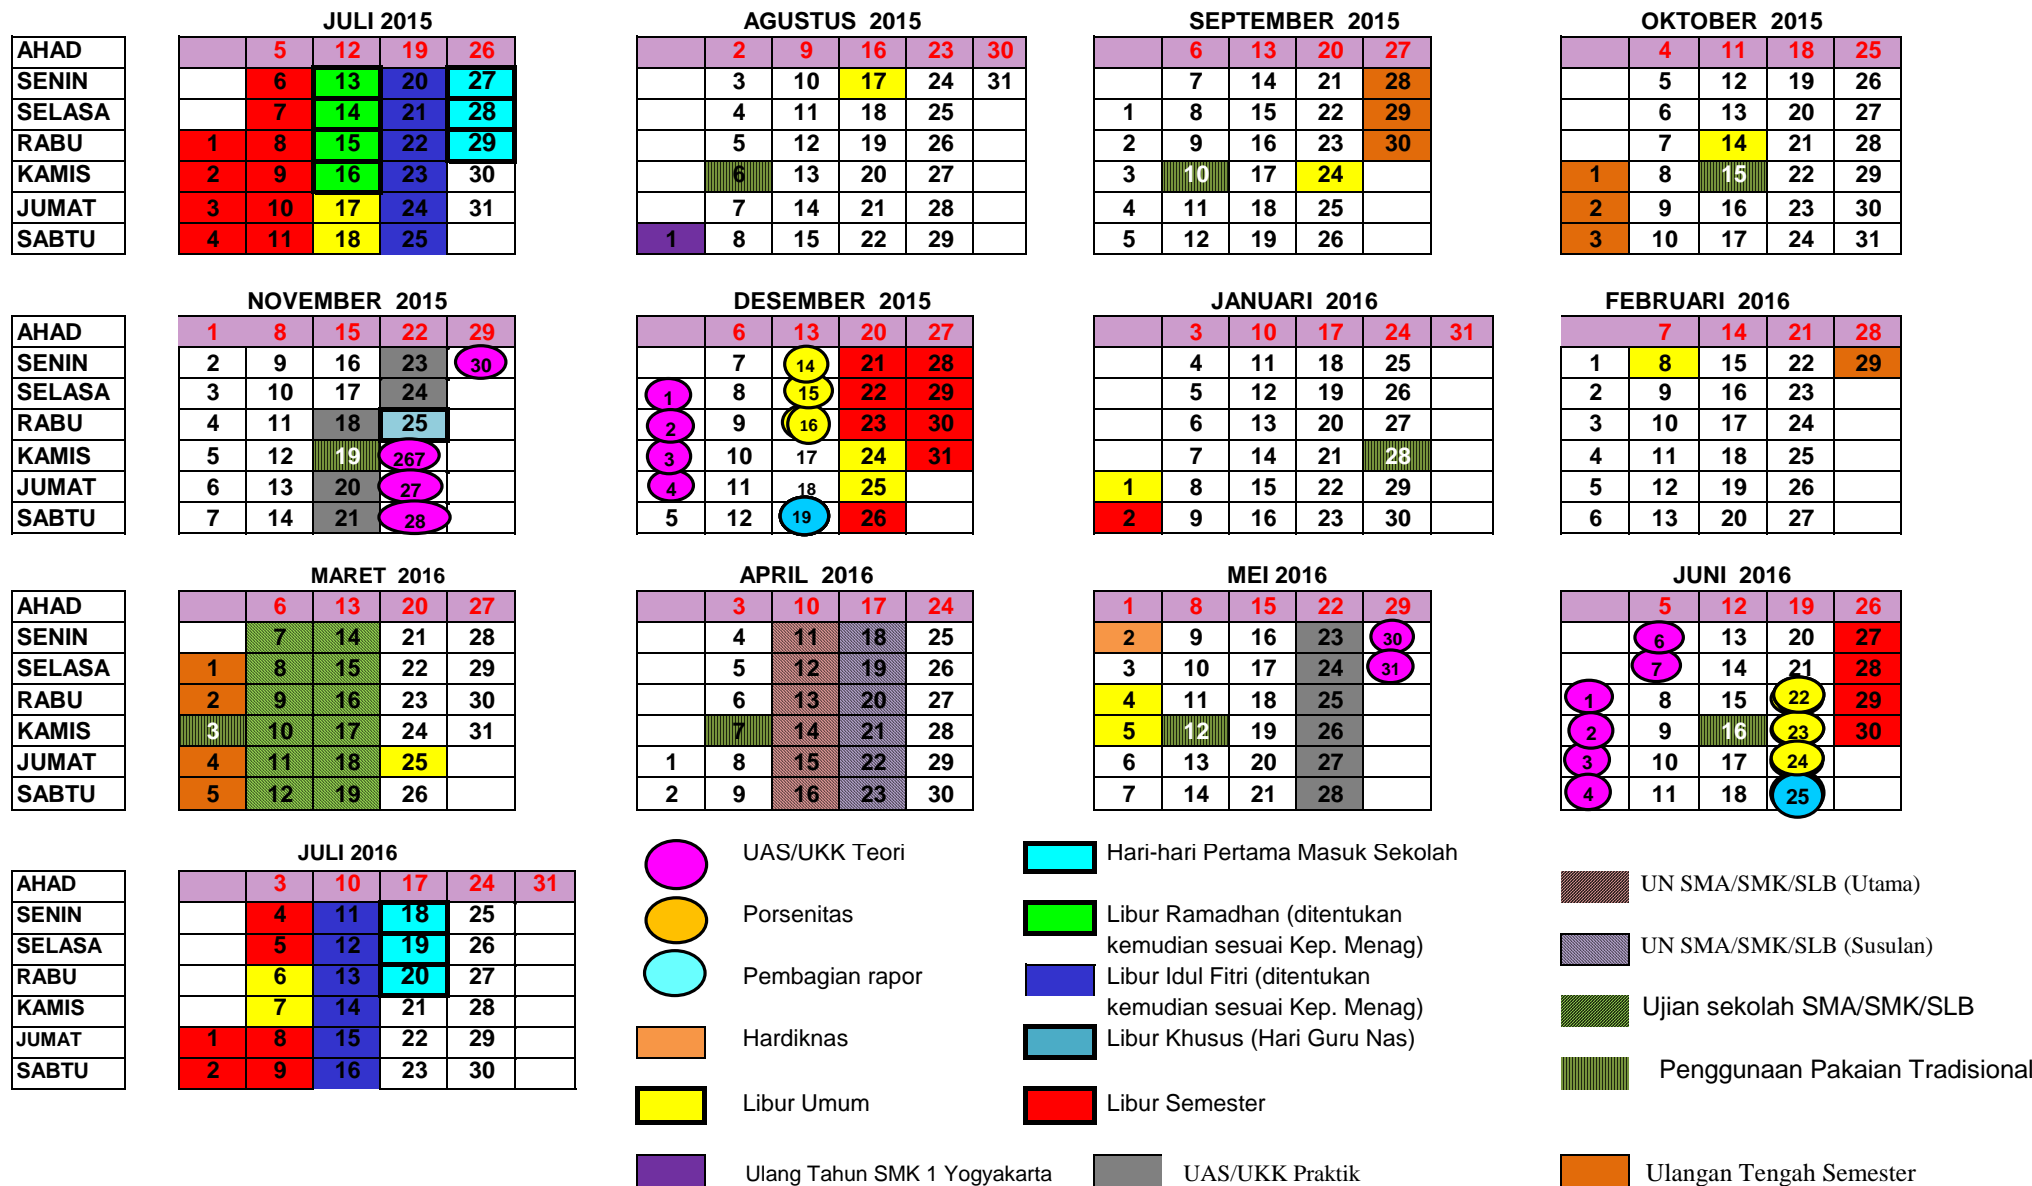 JULI 2015 AGUSTUS 2015 SEPTEMBER 2015 OKTOBER 2015
AHAD 5 12 19 26 2 9 16 23 30 6 13 20 27 4 11 18 25
SENIN 6 13 20 27 3 10 17 24 31 7 14 21 28 5 12 19 26
SELASA 7 14 21 28 4 11 18 25 1 8 15 22 29 6 13 20 27
RABU 1 8 15 22 29 5 12 19 26 2 9 16 23 30 7 14 21 28
KAMIS 2 9 16 23 30 6 13 20 27 3 10 17 24 1 8 15 22 29
JUMAT 3 10 17 24 31 7 14 21 28 4 11 18 25 2 9 16 23 30
SABTU 4 11 18 25 1 8 15 22 29 5 12 19 26 3 10 17 24 31
NOVEMBER 2015 DESEMBER 2015 JANUARI 2016 FEBRUARI 2016
AHAD 1 8 15 22 29 6 13 20 27 3 10 17 24 31 7 14 21 28
SENIN 2 9 16 23 30 7 14 21 28 4 11 18 25 1 8 15 22 29
SELASA 3 10 17 24 1 8 15 22 29 5 12 19 26 2 9 16 23
RABU 4 11 18 25 2 9 16 23 30 6 13 20 27 3 10 17 24
KAMIS 5 12 19 267 3 10 17 24 31 7 14 21 28 4 11 18 25
JUMAT 6 13 20 27 4 11 18 25 1 8 15 22 29 5 12 19 26
SABTU 7 14 21 28 5 12 19 26 2 9 16 23 30 6 13 20 27
MARET 2016 APRIL 2016 MEI 2016 JUNI 2016
AHAD 6 13 20 27 3 10 17 24 1 8 15 22 29 5 12 19 26
SENIN 7 14 21 28 4 11 18 25 2 9 16 23 30 6 13 20 27
SELASA 1 8 15 22 29 5 12 19 26 3 10 17 24 31 7 14 21 28
RABU 2 9 16 23 30 6 13 20 27 4 11 18 25 1 8 15 22 29
KAMIS 3 10 17 24 31 7 14 21 28 5 12 19 26 2 9 16 23 30
JUMAT 4 11 18 25 1 8 15 22 29 6 13 20 27 3 10 17 24
SABTU 5 12 19 26 2 9 16 23 30 7 14 21 28 4 11 18 25
JULI 2016
AHAD 3 10 17 24 31
SENIN 4 11 18 25
SELASA 5 12 19 26
RABU 6 13 20 27
KAMIS 7 14 21 28
JUMAT 1 8 15 22 29
SABTU 2 9 16 23 30
UAS/UKK Teori
Porsenitas
Pembagian rapor
Hardiknas
Libur Umum
Ulang Tahun SMK 1 Yogyakarta
Hari-hari Pertama Masuk Sekolah
Libur Ramadhan (ditentukan
kemudian sesuai Kep. Menag)
Libur Idul Fitri (ditentukan
kemudian sesuai Kep. Menag)
Libur Khusus (Hari Guru Nas)
Libur Semester
UAS/UKK Praktik
UN SMA/SMK/SLB (Utama)
UN SMA/SMK/SLB (Susulan)
Ujian sekolah SMA/SMK/SLB
Penggunaan Pakaian Tradisional
Ulangan Tengah Semester